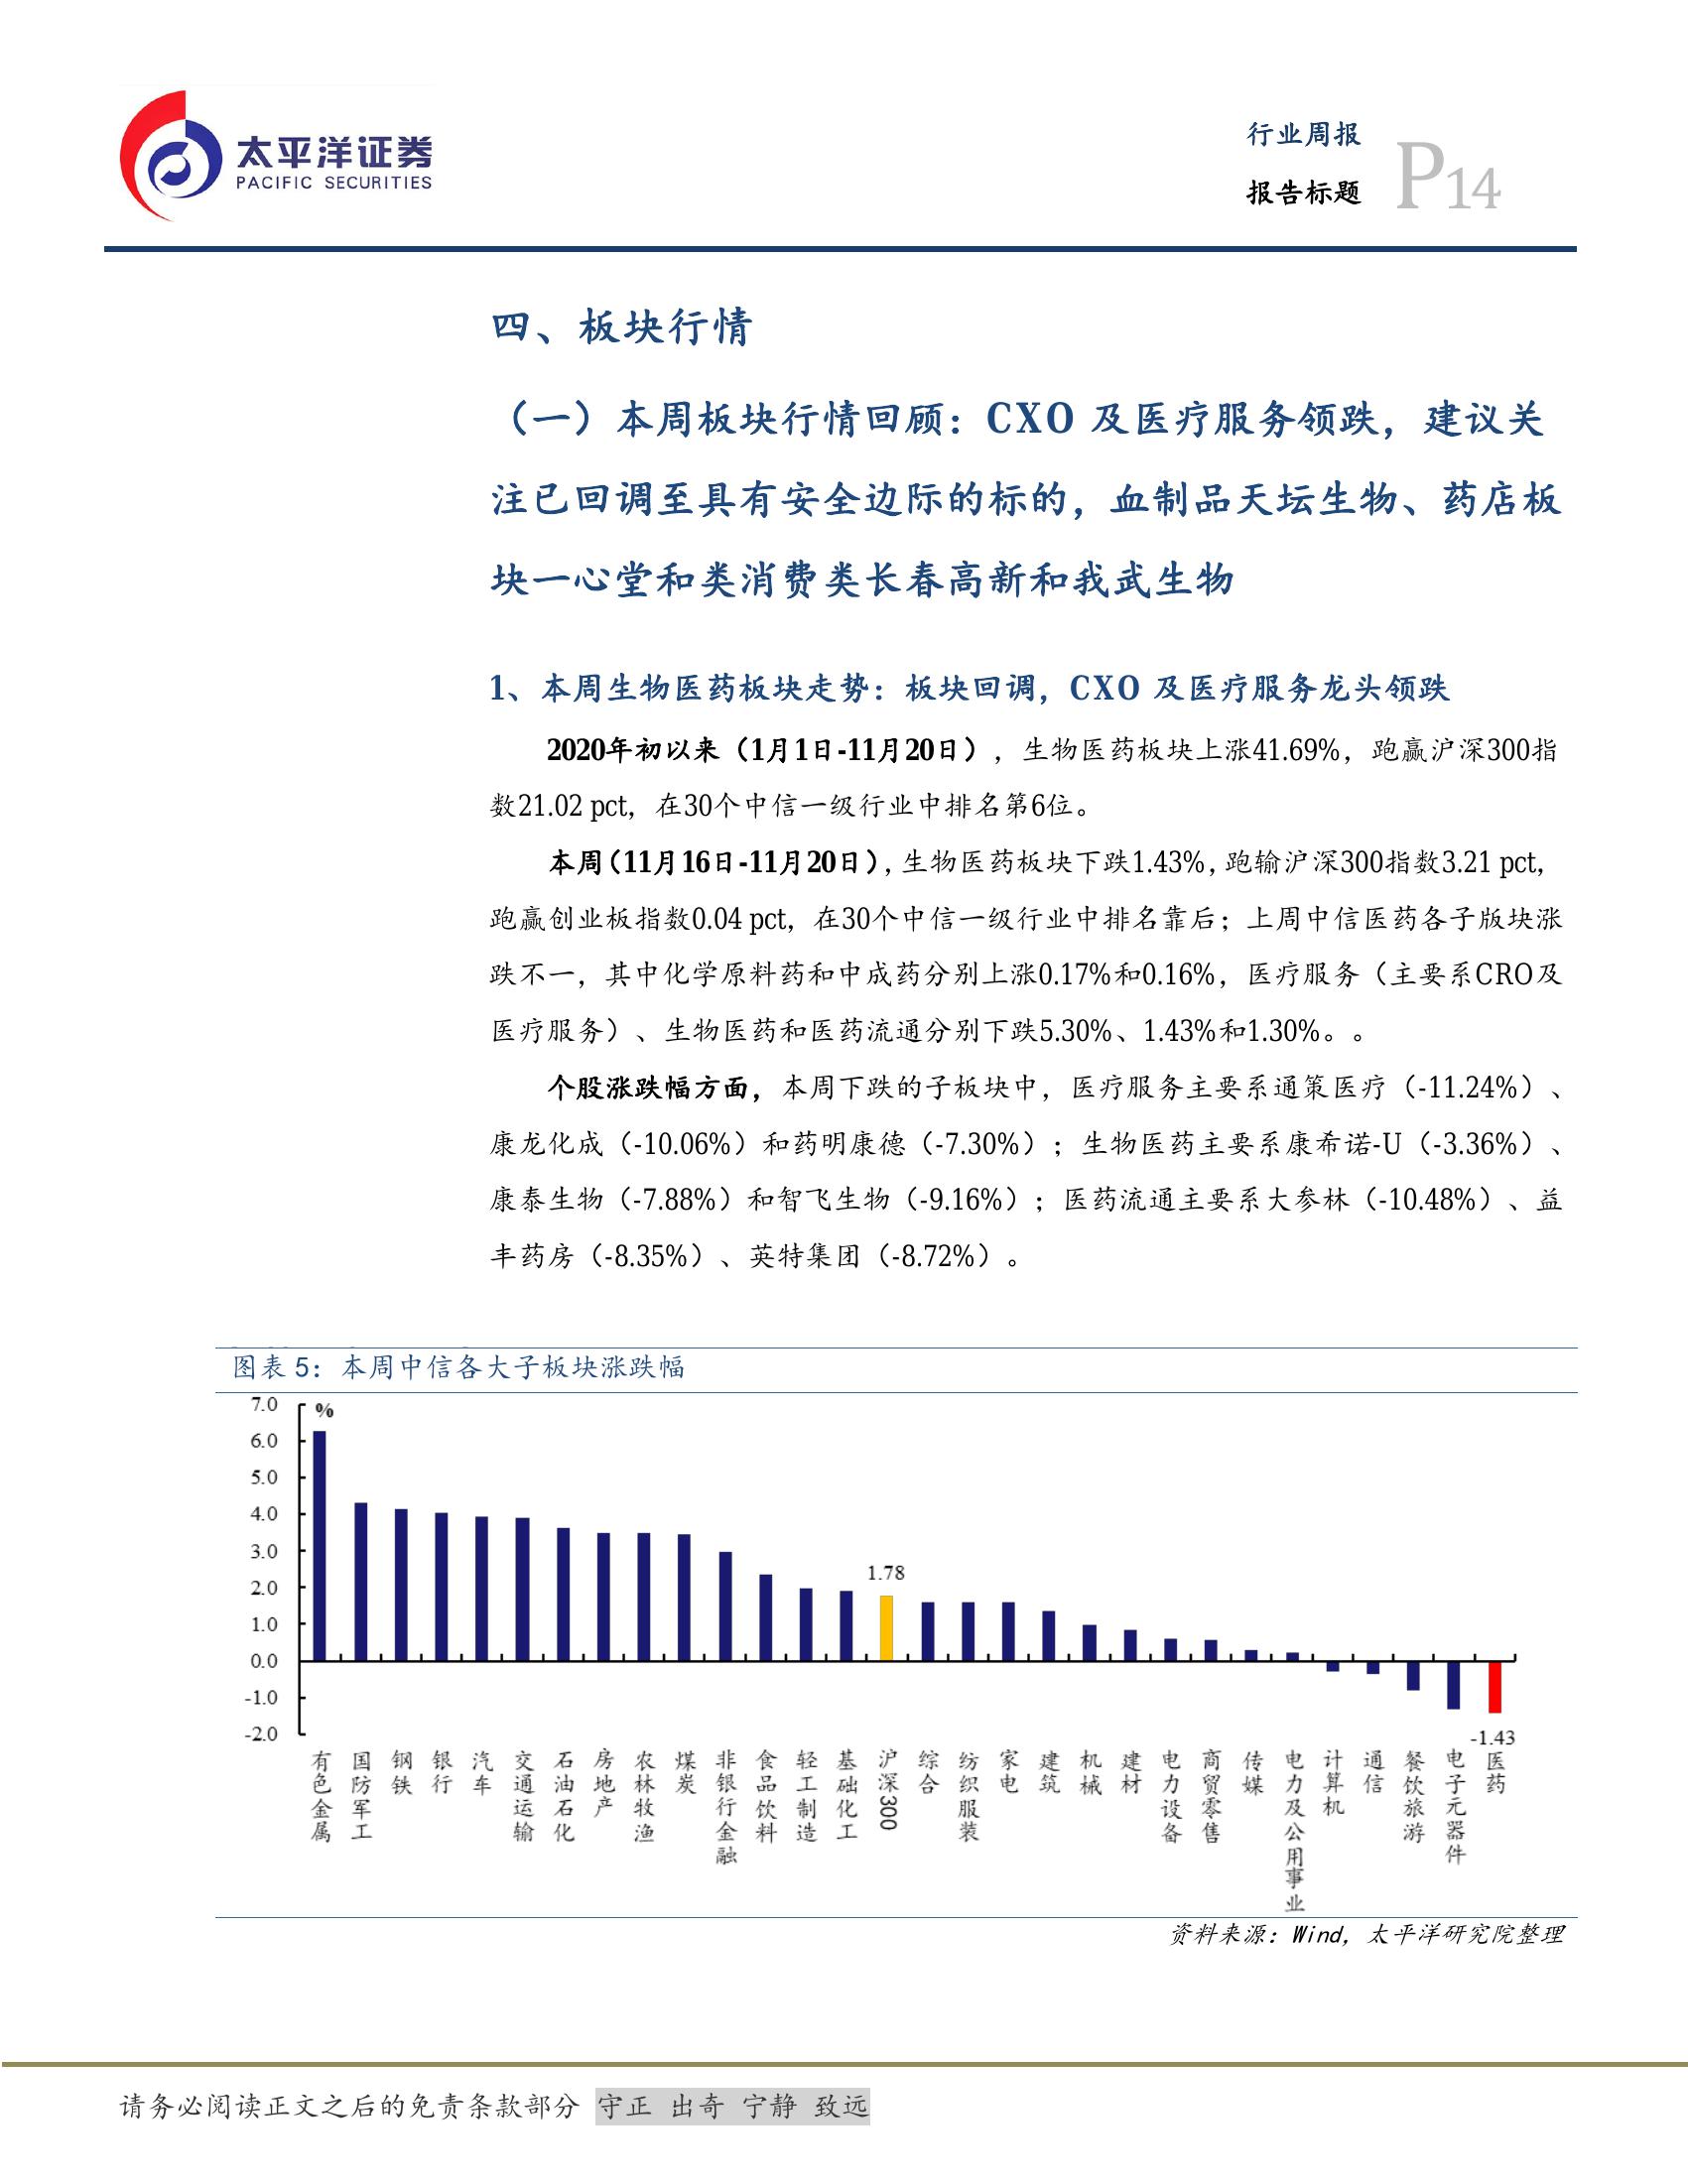 太平洋证券
PACIFIC SECURITIES
行业周报
报告标题
P14
四、板块行情
（一）本周板块行情回顾：CXO 及医疗服务领跌，建议关
注已回调至具有安全边际的标的，血制品天坛生物、药店板
块一心堂和类消费类长春高新和我武生物
1、本周生物医药板块走势：板块回调，CXO 及医疗服务龙头领跌
2020年初以来（1月1日-11月20日），生物医药板块上涨41.69%，跑赢沪深300指
数21.02 pct，在30个中信一级行业中排名第6位。
本周（11月16日-11月20日），生物医药板块下跌1.43%，跑输沪深300指数3.21 pct，
跑赢创业板指数0.04 pct，在30个中信一级行业中排名靠后；上周中信医药各子版块涨
跌不一，其中化学原料药和中成药分别上涨0.17%和0.16%，医疗服务（主要系CRO及
医疗服务）、生物医药和医药流通分别下跌5.30%、1.43%和1.30%。。
个股涨跌幅方面，本周下跌的子板块中，医疗服务主要系通策医疗（-11.24%）、
康龙化成（-10.06%）和药明康德（-7.30%）；生物医药主要系康希诺-U（-3.36%）、
康泰生物（-7.88%）和智飞生物（-9.16%）；医药流通主要系大参林（-10.48%）、益
丰药房（-8.35%）、英特集团（-8.72%）。
图表 5：本周中信各大子板块涨跌幅
%
7.0
6.0
5.0
4.0
3.0
2.0
1.0
0.0
-1.0
-2.0
1.78
-1.43
有色金属
国防军工
钢铁
银行
汽车
交通运输
石油石化
房地产
农林牧渔
煤炭
非银行金融
食品饮料
轻工制造
基础化工
沪深300
综合
纺织服装
家电
建筑
机械
建材
电力设备
商贸零售
传媒
电力及公用事业
计算机
通信
餐饮旅游
电子元器件
医药
资料来源：Wind，太平洋研究院整理
请务必阅读正文之后的免责条款部分 守正 出奇 宁静 致远